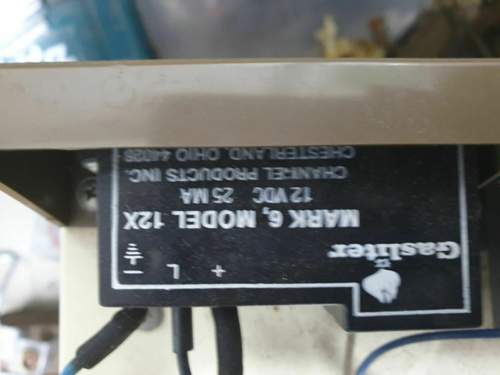 Gasliter
MARK 6, MODEL 12X
12 VDC 25 MA
CHANNEL PRODUCTS INC.
CHESTERLAND, OHIO 44026
+ L -